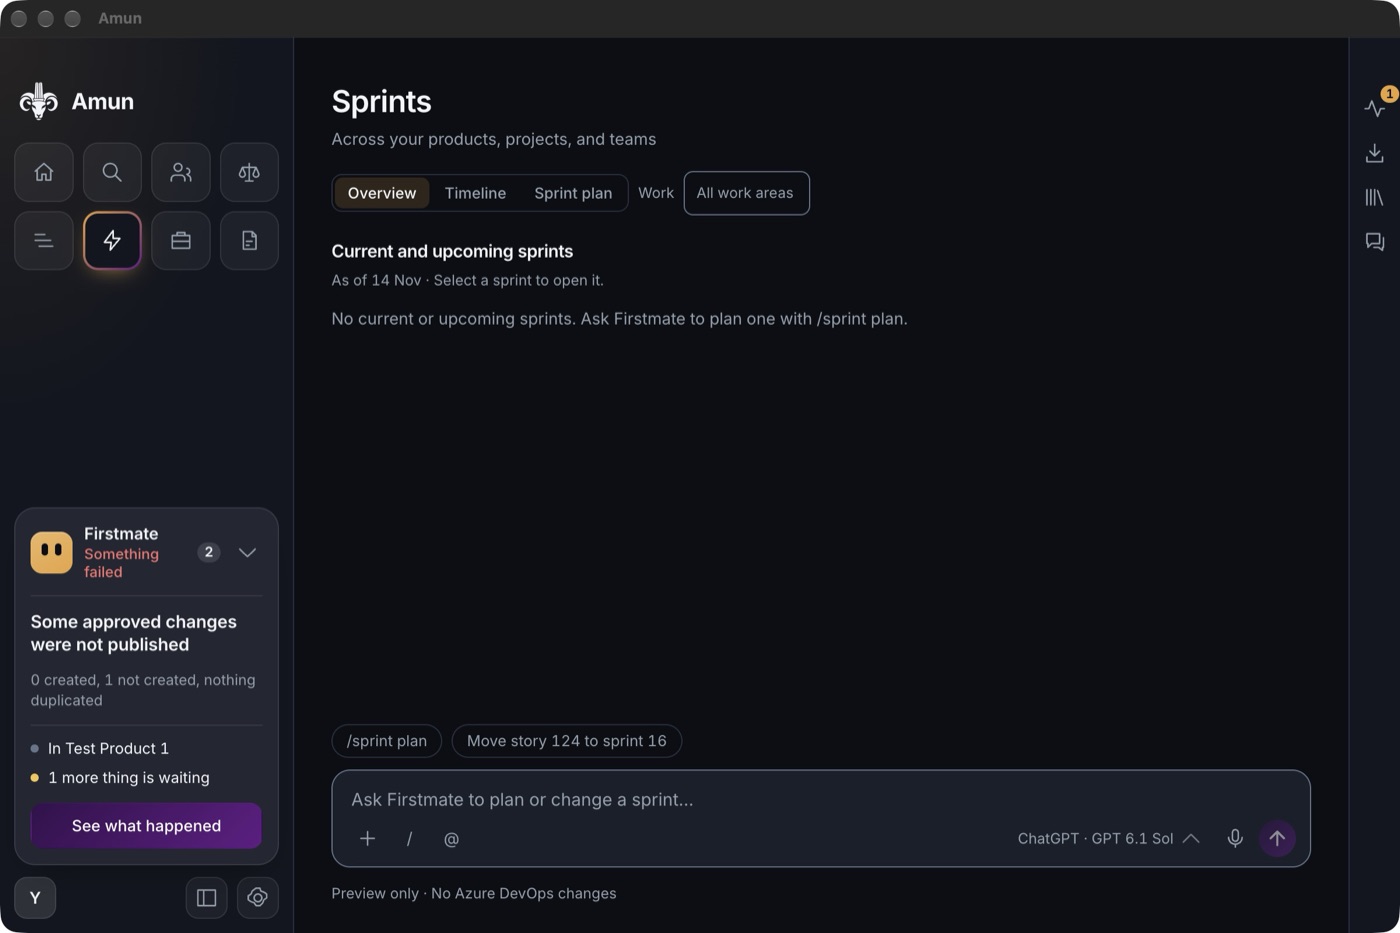 Amun
Amun
Sprints
Across your products, projects, and teams
Overview
Timeline
Sprint plan
Work
All work areas
Current and upcoming sprints
As of 14 Nov · Select a sprint to open it.
No current or upcoming sprints. Ask Firstmate to plan one with /sprint plan.
1
Firstmate
Something
failed
2
Some approved changes
were not published
0 created, 1 not created, nothing
duplicated
In Test Product 1
1 more thing is waiting
See what happened
Y
/sprint plan
Move story 124 to sprint 16
Ask Firstmate to plan or change a sprint...
/
@
ChatGPT · GPT 6.1 Sol
Preview only · No Azure DevOps changes